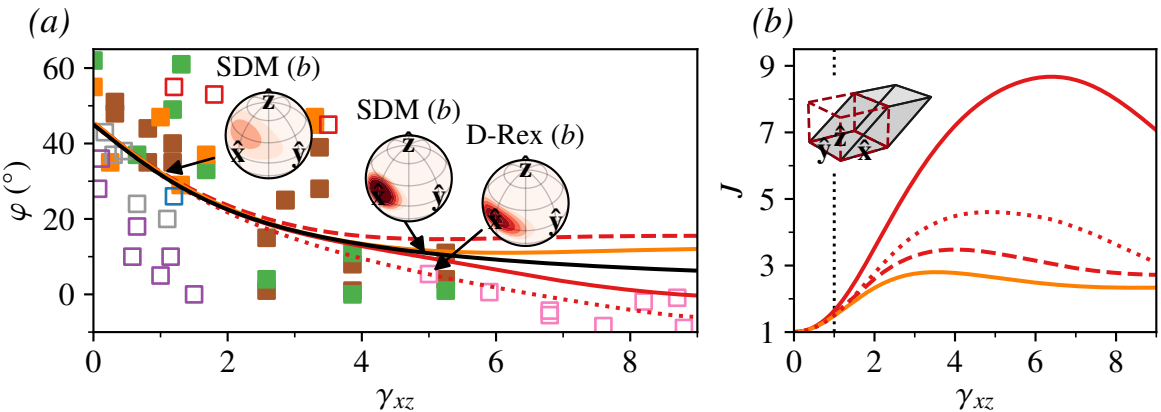 (a)
60
40
20
0
φ (°)
0
2
4
6
8
γxz
SDM (b)
ẑ
x̂
ŷ
SDM (b)
ẑ
x̂
ŷ
D-Rex (b)
ẑ
x̂
ŷ
(b)
9
7
5
3
1
J
0
2
4
6
8
γxz
ŷ
ẑ
x̂